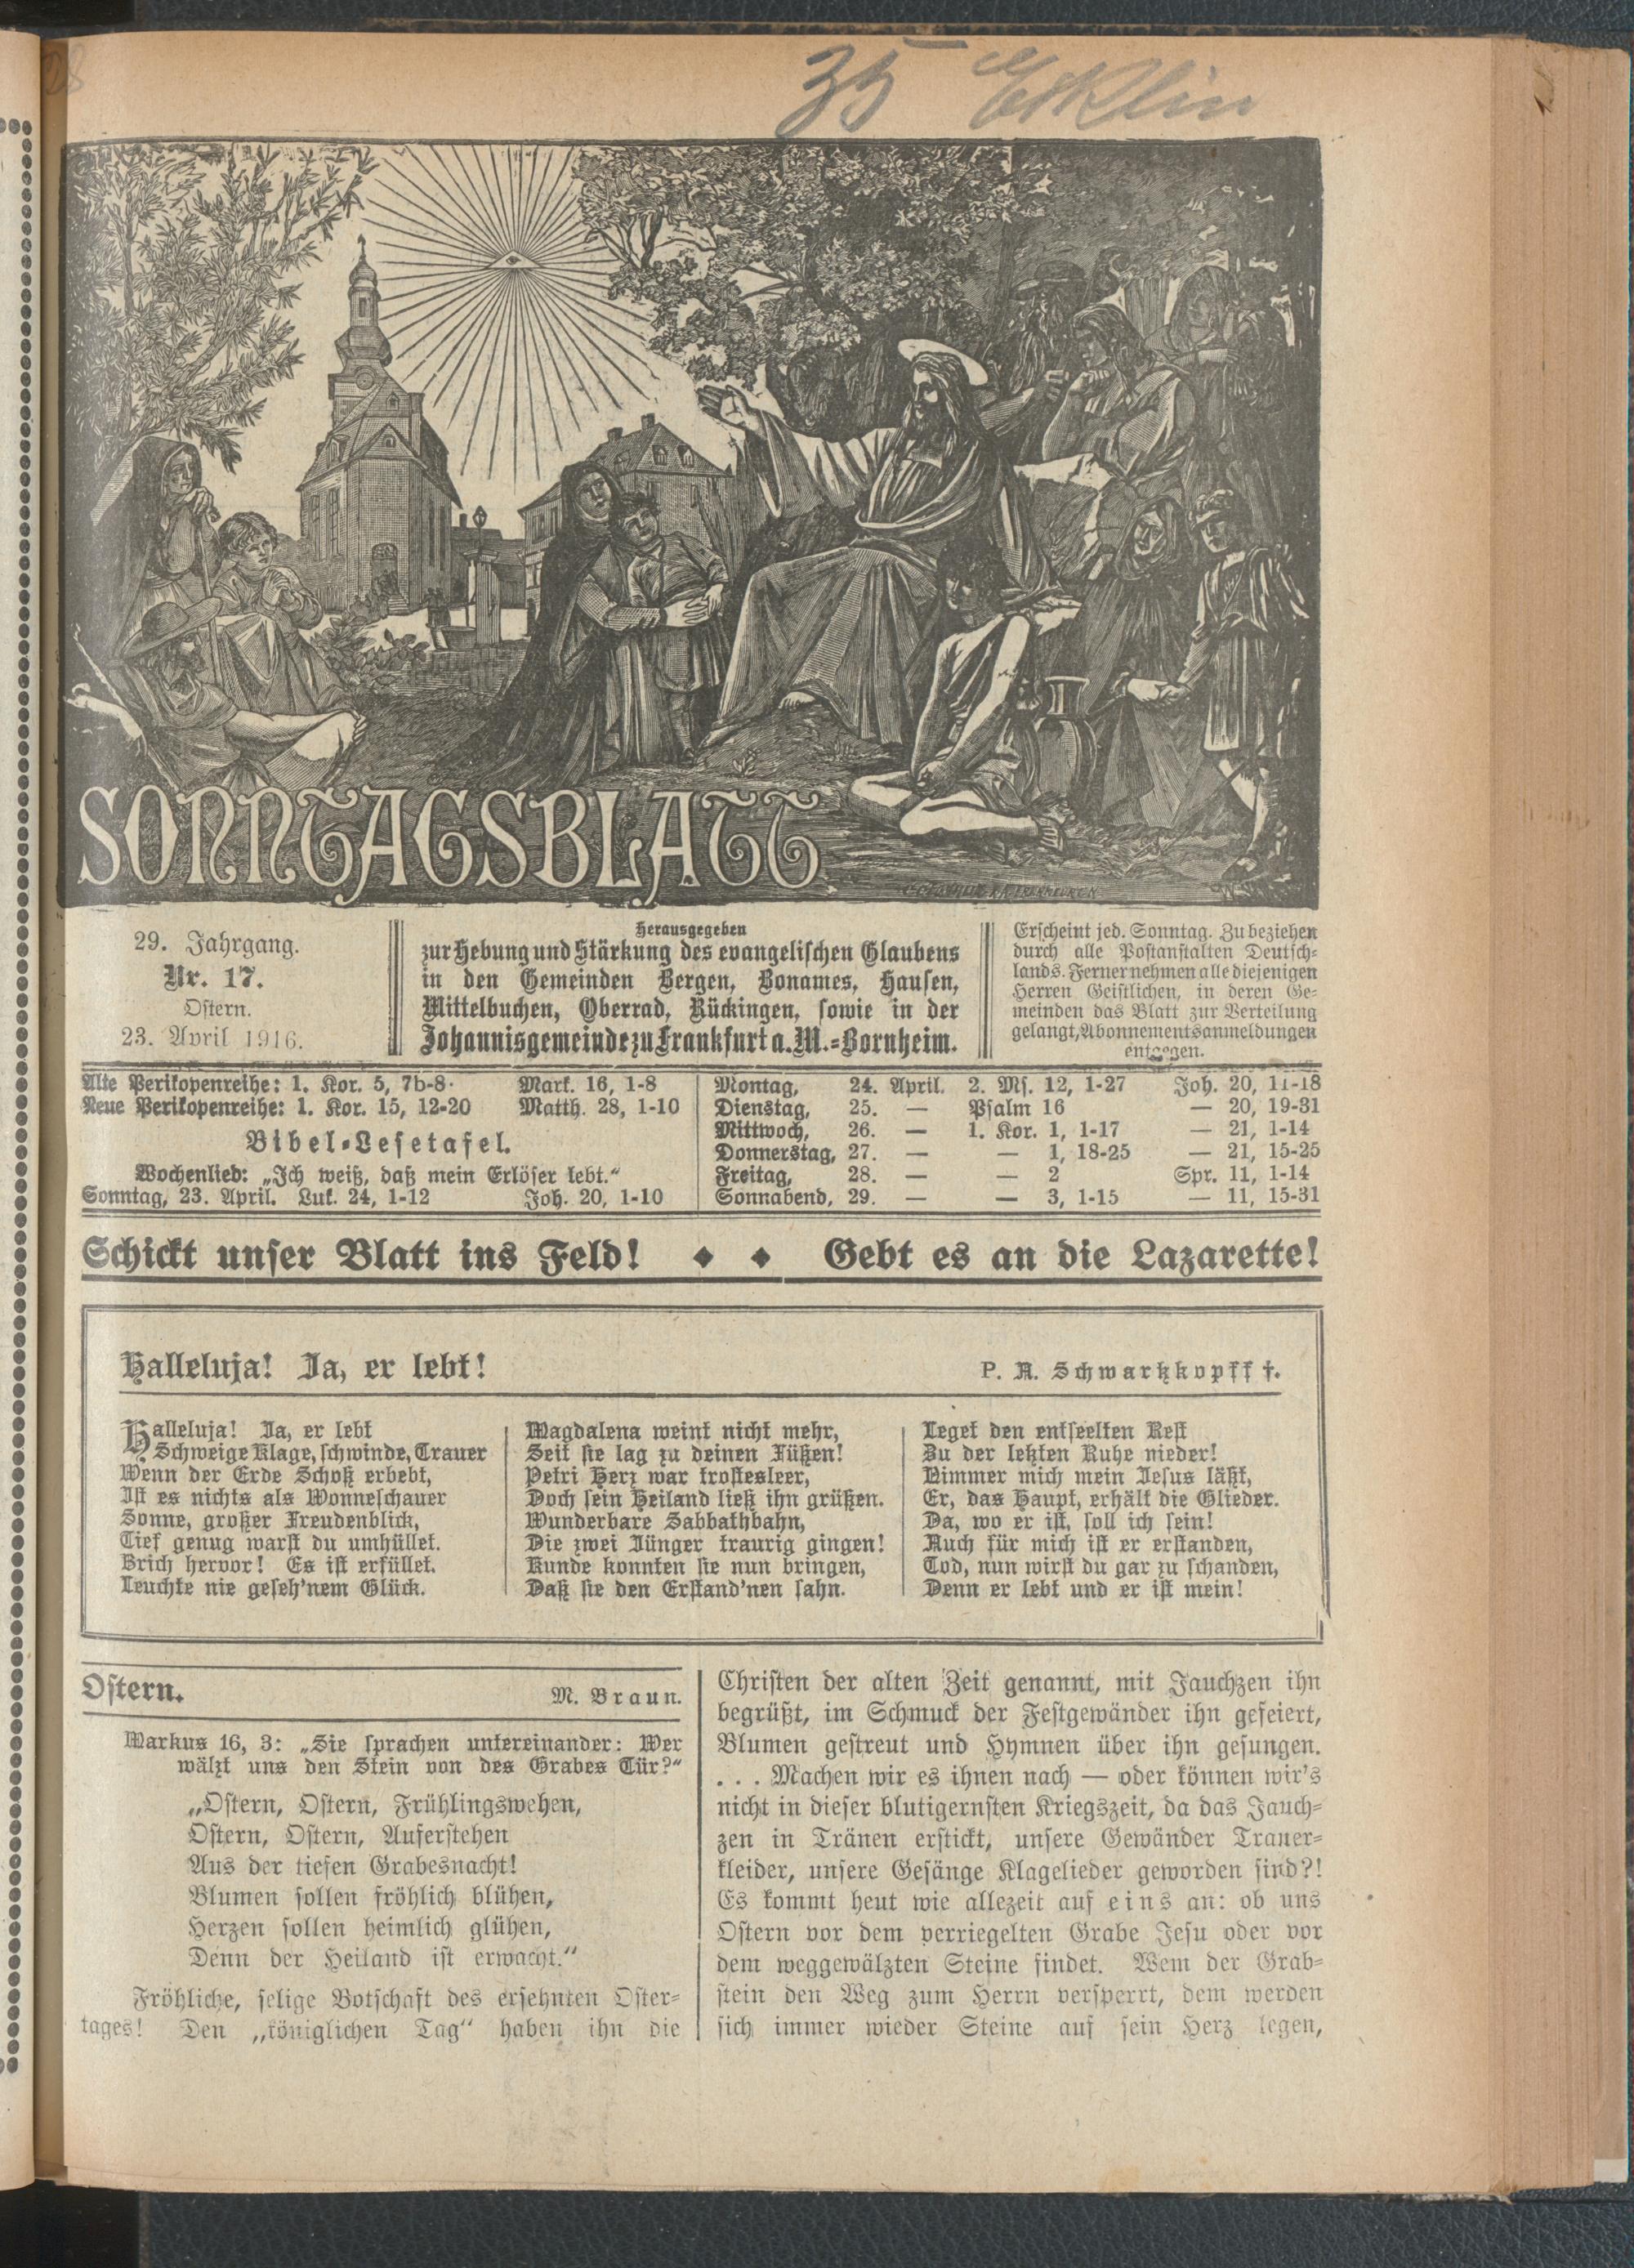 35
SONNTAGSBLATT
29. Jahrgang.
Nr. 17.
Ostern.
23. April 1916.
Herausgegeben
zur Hebung und Stärkung des evangelischen Glaubens
in den Gemeinden Bergen, Bonames, Hausen,
Mittelbuchen, Oberrad, Rückingen, sowie in der
Johannisgemeinde zu Frankfurt a. M.-Bornheim.
Erscheint jed. Sonntag. Zu beziehen
durch alle Postanstalten Deutsch-
lands. Ferner nehmen alle diejenigen
Herren Geistlichen, in deren Ge-
meinden das Blatt zur Verteilung
gelangt, Abonnementsanmeldungen
entgegen.
Alte Perikopenreihe: 1. Kor. 5, 7b-8. Mark. 16, 1-8
Neue Perikopenreihe: 1. Kor. 15, 12-20 Matth. 28, 1-10
Bibel-Lesetafel.
Wochenlied: „Ich weiß, daß mein Erlöser lebt.“
Sonntag, 23. April. Luk. 24, 1-12 Joh. 20, 1-10
Montag, 24. April. 2. Ms. 12, 1-27 Joh. 20, 11-18
Dienstag, 25. — Psalm 16 — 20, 19-31
Mittwoch, 26. — 1. Kor. 1, 1-17 — 21, 1-14
Donnerstag, 27. — — 1, 18-25 — 21, 15-25
Freitag, 28. — — 2 Spr. 11, 1-14
Sonnabend, 29. — — 3, 1-15 — 11, 15-31
Schickt unser Blatt ins Feld! ◆ ◆ Gebt es an die Lazarette!
Halleluja! Ja, er lebt! P. A. Schwartzkopff †.
Halleluja! Ja, er lebt
Schweige Klage, schwinde, Trauer
Wenn der Erde Schoß erbebt,
Ist es nichts als Wonneschauer
Sonne, großer Freudenblick,
Tief genug warst du umhüllet.
Brich hervor! Es ist erfüllet.
Leuchte nie geseh'nem Glück.
Magdalena weint nicht mehr,
Seit sie lag zu deinen Füßen!
Petri Herz war trostesleer,
Doch sein Heiland ließ ihn grüßen.
Wunderbare Sabbathbahn,
Die zwei Jünger traurig gingen!
Kunde konnten sie nun bringen,
Daß sie den Erstand'nen sahn.
Leget den entseelten Rest
Zu der letzten Ruhe nieder!
Nimmer mich mein Jesus läßt,
Er, das Haupt, erhält die Glieder.
Da, wo er ist, soll ich sein!
Auch für mich ist er erstanden,
Tod, nun wirst du gar zu schanden,
Denn er lebt und er ist mein!
Ostern. M. Braun.
Markus 16, 3: „Sie sprachen untereinander: Wer
wälzt uns den Stein von des Grabes Tür?“
„Ostern, Ostern, Frühlingswehen,
Ostern, Ostern, Auferstehen
Aus der tiefen Grabesnacht!
Blumen sollen fröhlich blühen,
Herzen sollen heimlich glühen,
Denn der Heiland ist erwacht.“
Fröhliche, selige Botschaft des ersehnten Oster-
tages! Den „königlichen Tag“ haben ihn die
Christen der alten Zeit genannt, mit Jauchzen ihn
begrüßt, im Schmuck der Festgewänder ihn gefeiert,
Blumen gestreut und Hymnen über ihn gesungen.
. . . Machen wir es ihnen nach — oder können wir's
nicht in dieser blutigernsten Kriegszeit, da das Jauch-
zen in Tränen erstickt, unsere Gewänder Trauer-
kleider, unsere Gesänge Klagelieder geworden sind?!
Es kommt heut wie allezeit auf eins an: ob uns
Ostern vor dem verriegelten Grabe Jesu oder vor
dem weggewälzten Steine findet. Wem der Grab-
stein den Weg zum Herrn versperrt, dem werden
sich immer wieder Steine auf sein Herz legen,